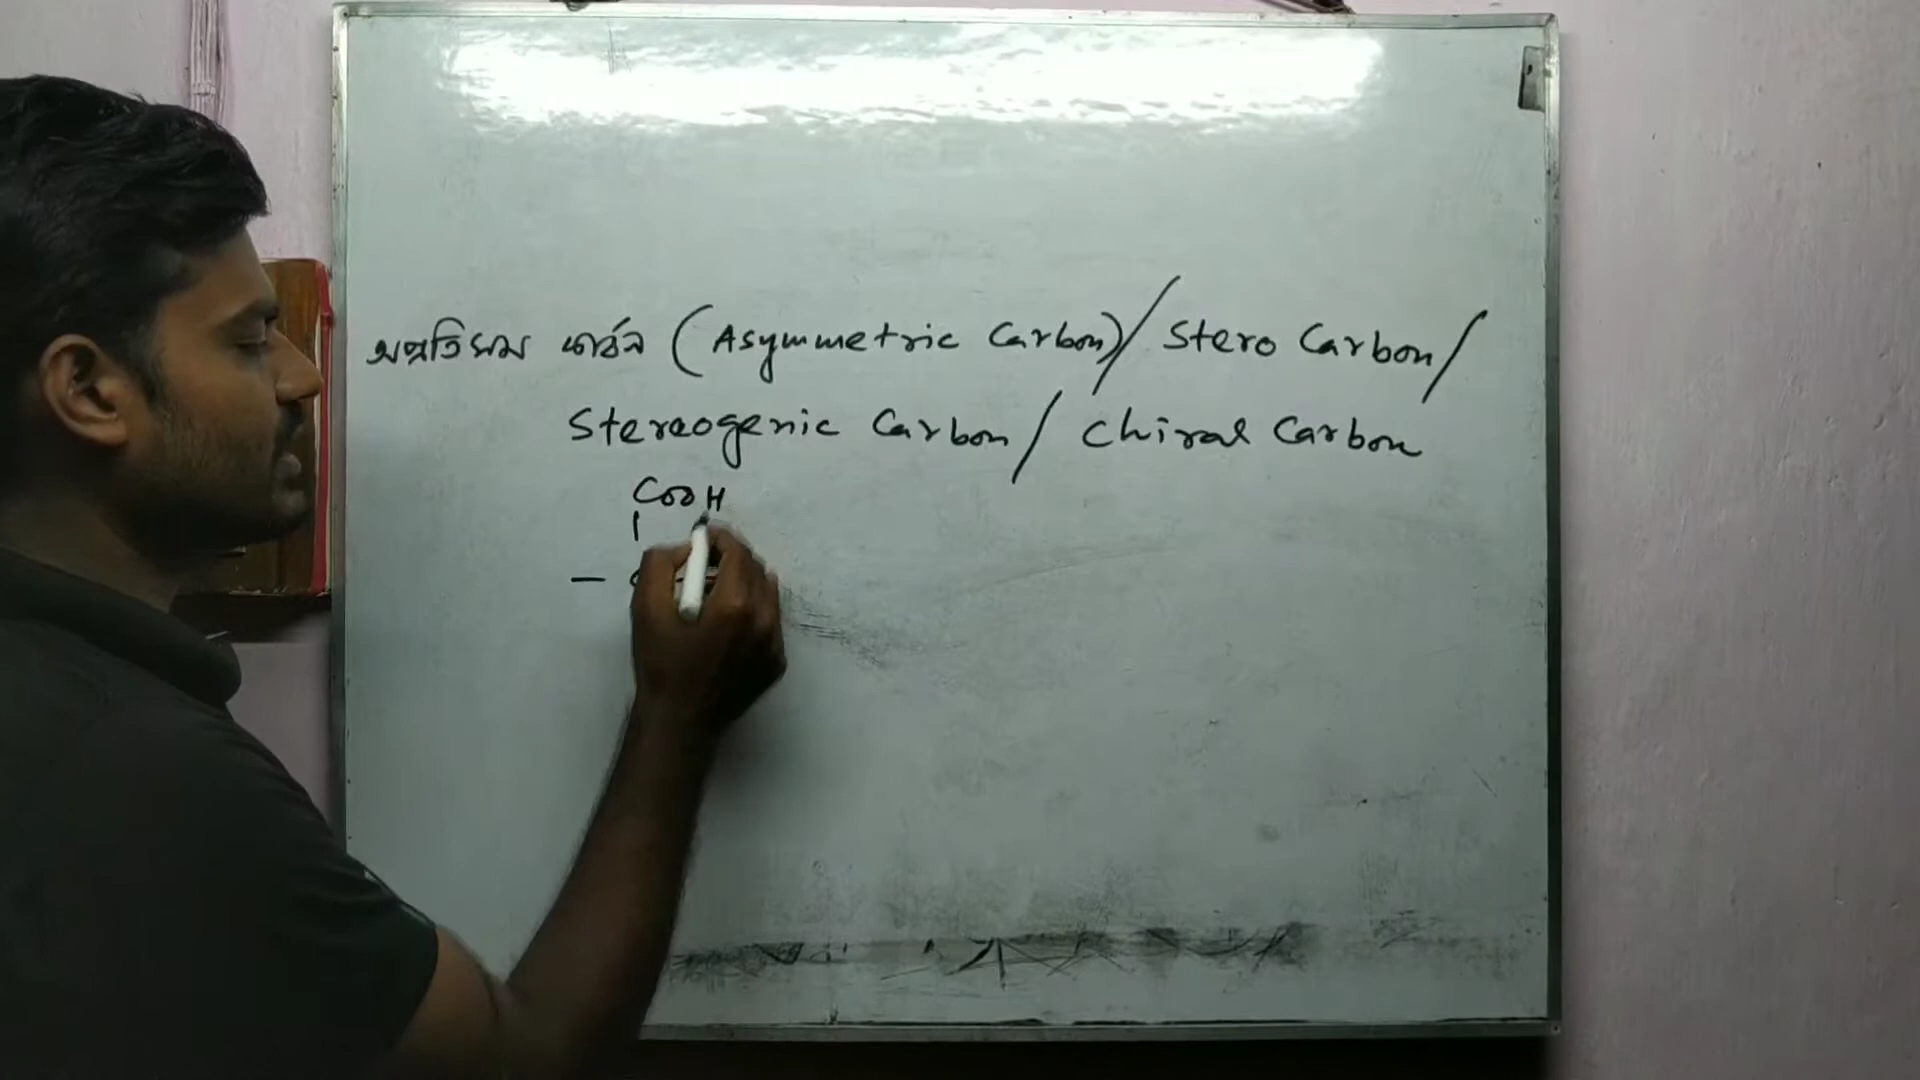 অপ্রতিসম কার্বন (Asymmetric Carbon)/Stero Carbon/
Stereogenic Carbon/Chiral Carbon
COOH